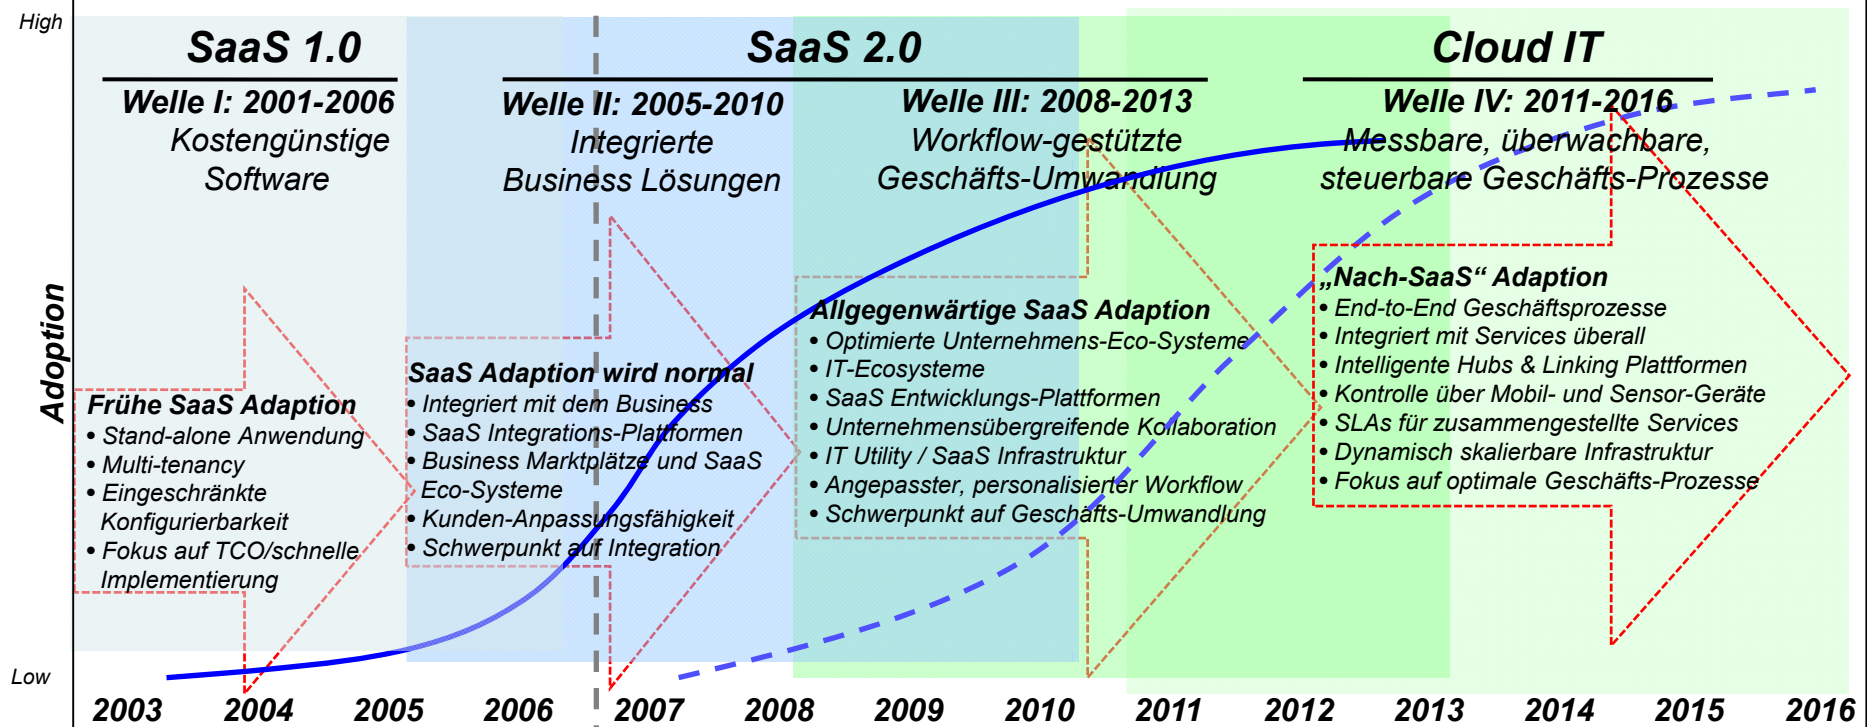 High
SaaS 1.0
SaaS 2.0
Cloud IT
Welle I: 2001-2006
Kostengünstige
Software
Welle II: 2005-2010
Integrierte
Business Lösungen
Welle III: 2008-2013
Workflow-gestützte
Geschäfts-Umwandlung
Welle IV: 2011-2016
Messbare, überwachbare,
steuerbare Geschäfts-Prozesse
Adoption
Frühe SaaS Adaption
• Stand-alone Anwendung
• Multi-tenancy
• Eingeschränkte
Konfigurierbarkeit
• Fokus auf TCO/schnelle
Implementierung
SaaS Adaption wird normal
• Integriert mit dem Business
• SaaS Integrations-Plattformen
• Business Marktplätze und SaaS
Eco-Systeme
• Kunden-Anpassungsfähigkeit
• Schwerpunkt auf Integration
Allgegenwärtige SaaS Adaption
• Optimierte Unternehmens-Eco-Systeme
• IT-Ecosysteme
• SaaS Entwicklungs-Plattformen
• Unternehmensübergreifende Kollaboration
• IT Utility / SaaS Infrastruktur
• Angepasster, personalisierter Workflow
• Schwerpunkt auf Geschäfts-Umwandlung
„Nach-SaaS“ Adaption
• End-to-End Geschäftsprozesse
• Integriert mit Services überall
• Intelligente Hubs & Linking Plattformen
• Kontrolle über Mobil- und Sensor-Geräte
• SLAs für zusammengestellte Services
• Dynamisch skalierbare Infrastruktur
• Fokus auf optimale Geschäfts-Prozesse
Low
2003 2004 2005 2006 2007 2008 2009 2010 2011 2012 2013 2014 2015 2016